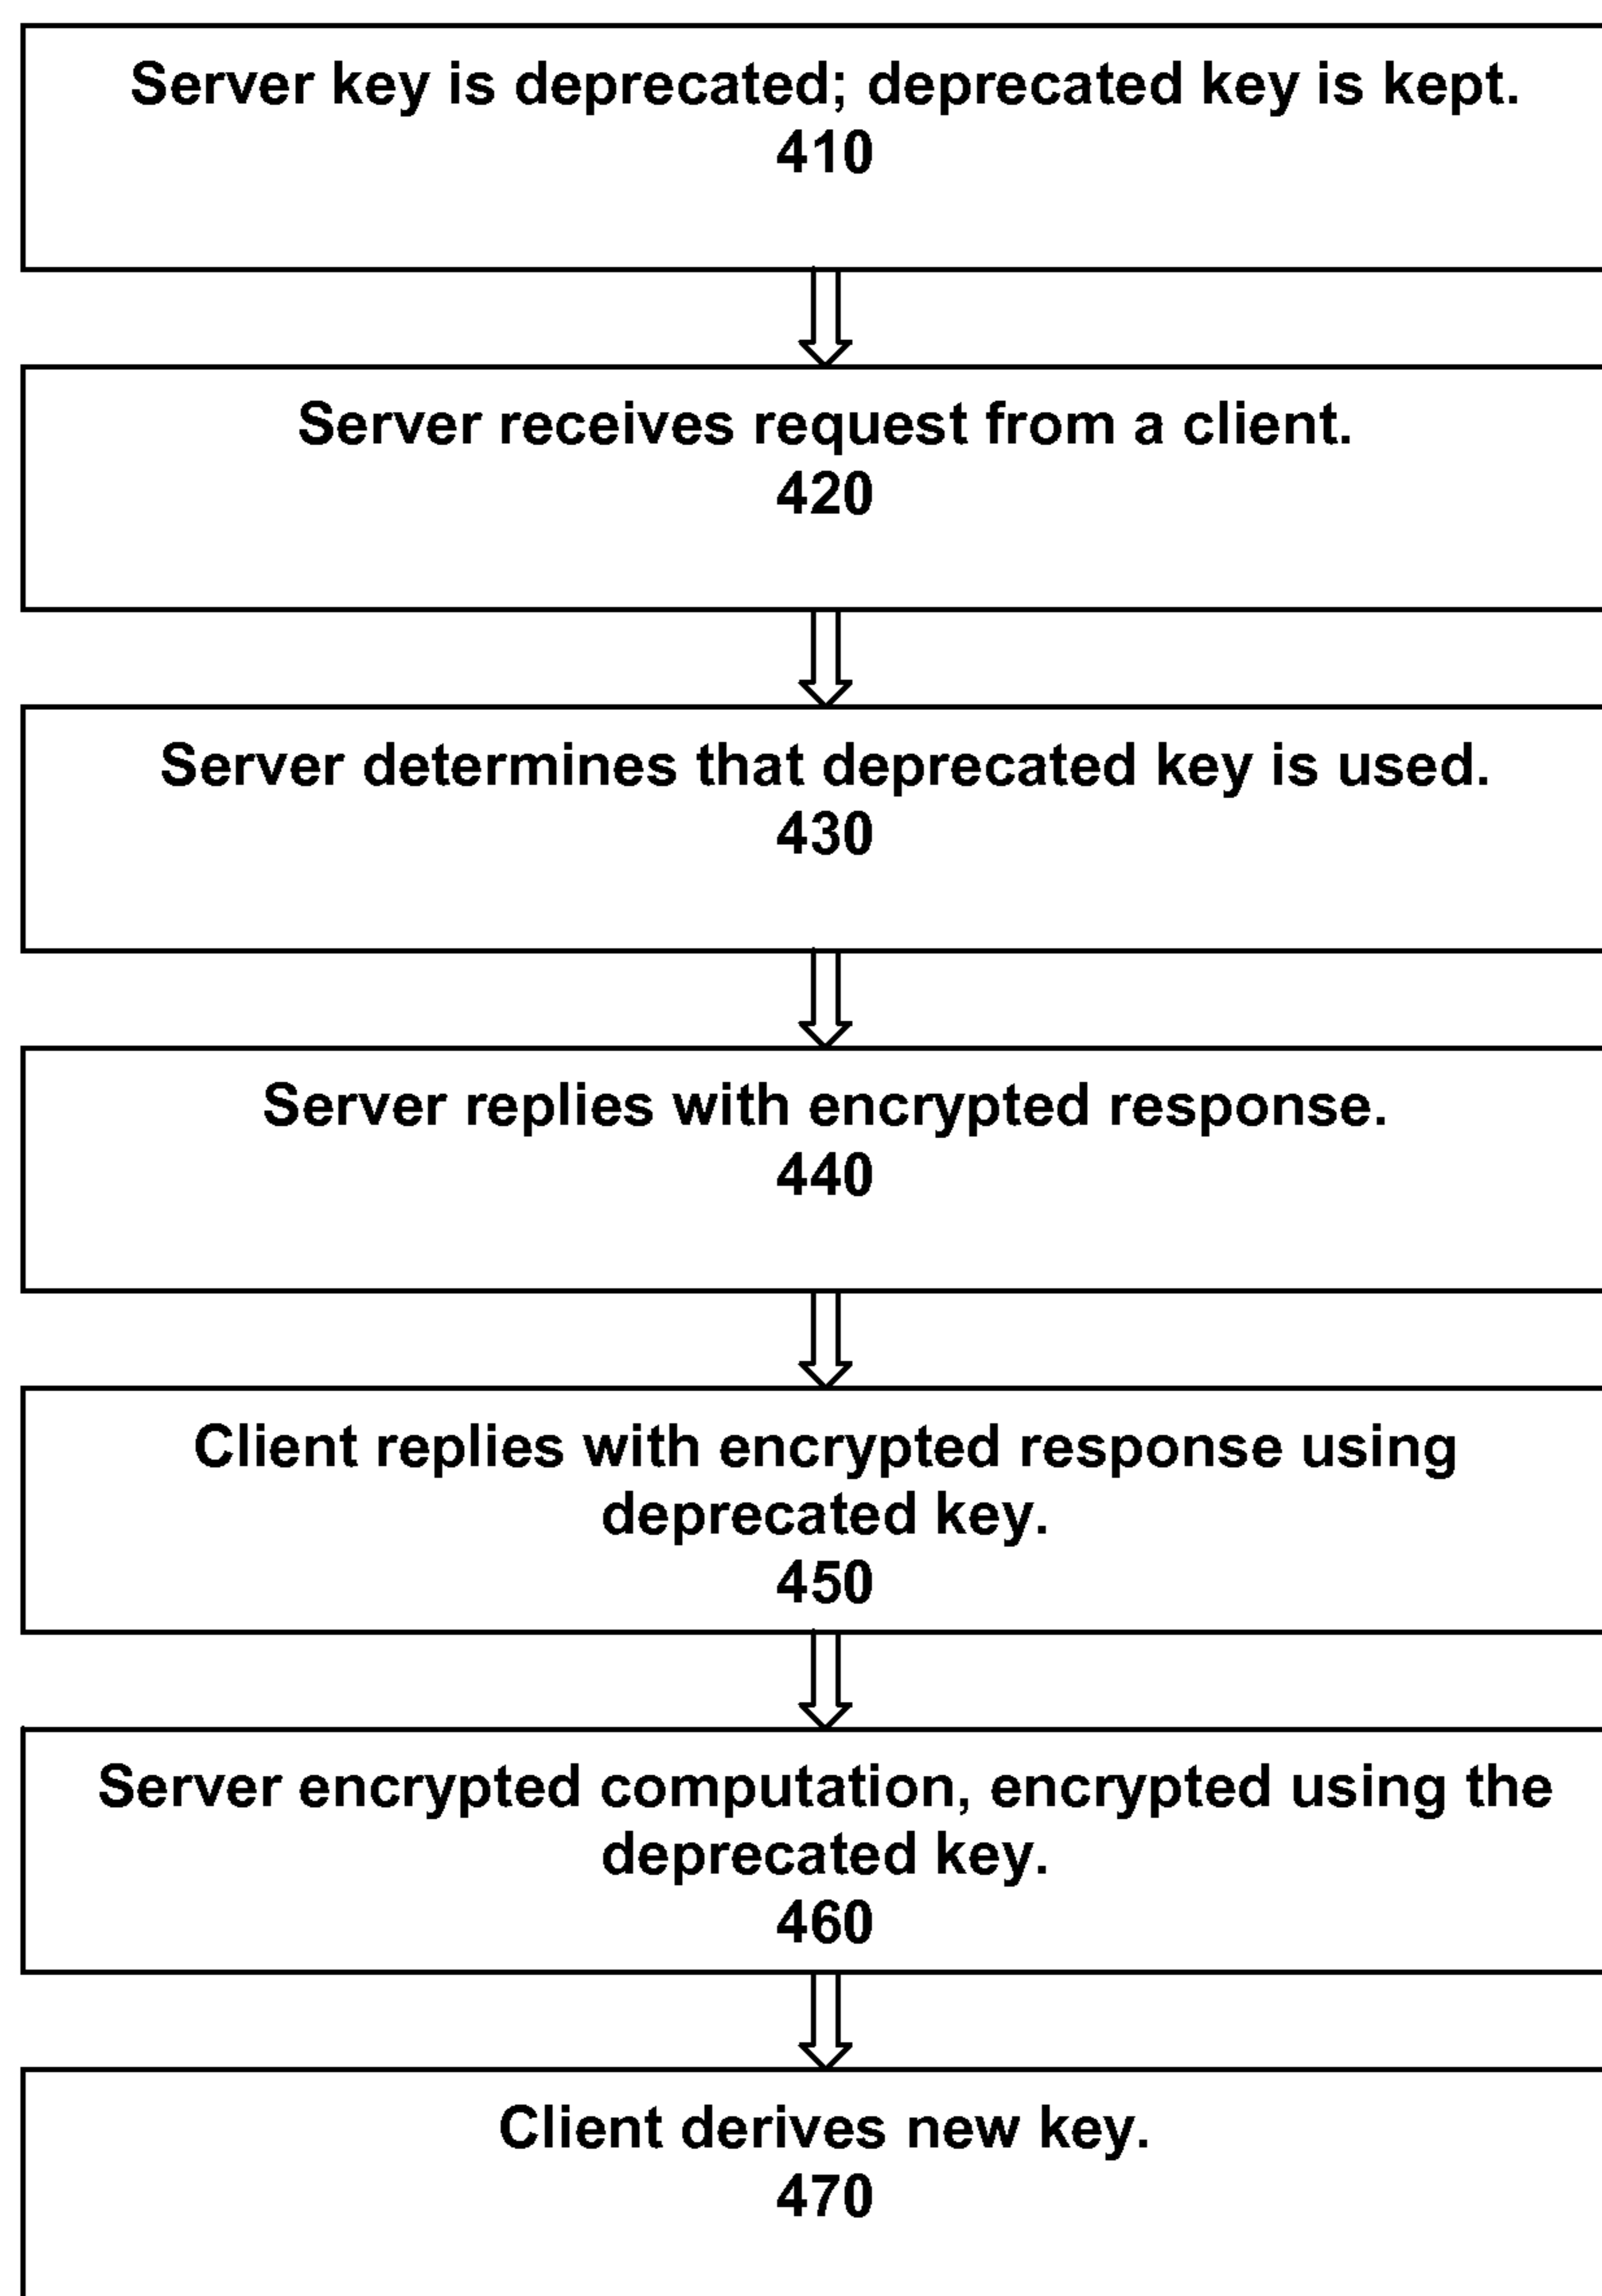 Server key is deprecated; deprecated key is kept.
410
Server receives request from a client.
420
Server determines that deprecated key is used.
430
Server replies with encrypted response.
440
Client replies with encrypted response using
deprecated key.
450
Server encrypted computation, encrypted using the
deprecated key.
460
Client derives new key.
470